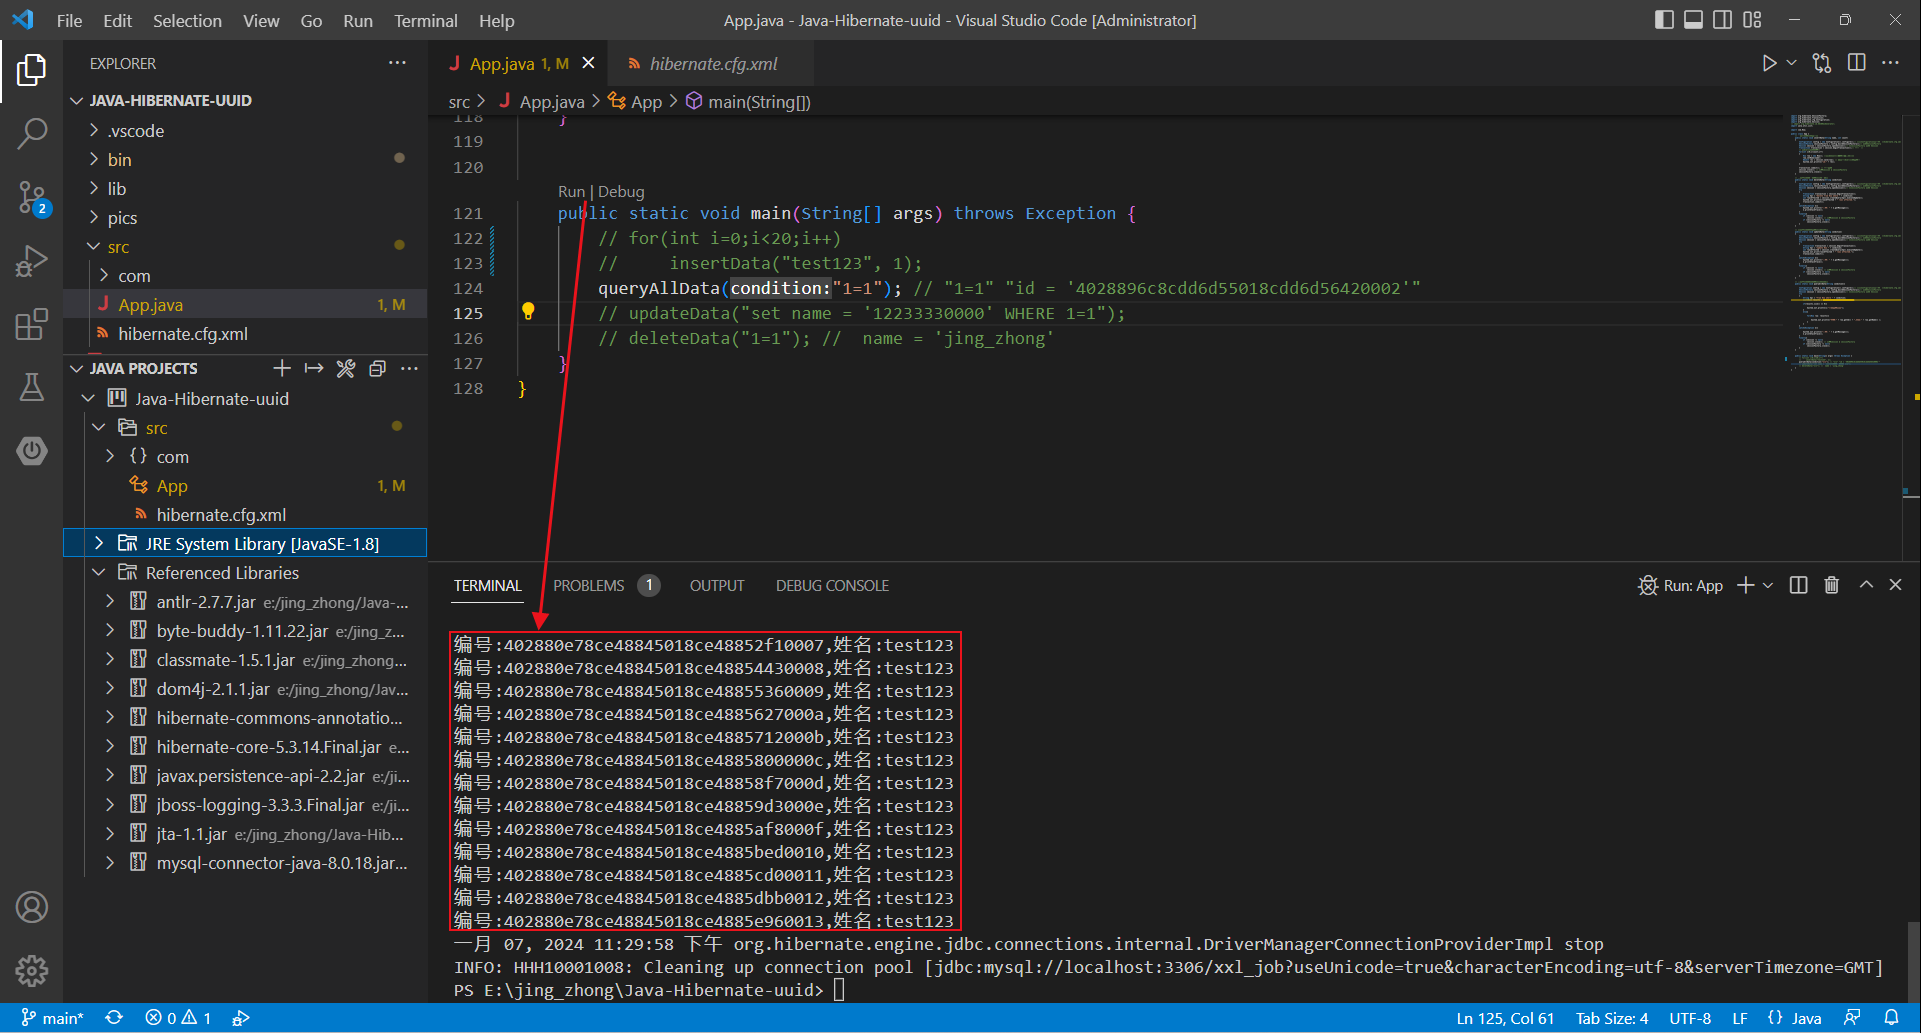 File Edit Selection View Go Run Terminal Help
App.java - Java-Hibernate-uuid - Visual Studio Code [Administrator]
EXPLORER
JAVA-HIBERNATE-UUID
.vscode
bin
lib
pics
src
com
App.java 1, M
hibernate.cfg.xml
2
JAVA PROJECTS
Java-Hibernate-uuid
src
{} com
App 1, M
hibernate.cfg.xml
JRE System Library [JavaSE-1.8]
Referenced Libraries
antlr-2.7.7.jar e:/jing_zhong/Java-...
byte-buddy-1.11.22.jar e:/jing_z...
classmate-1.5.1.jar e:/jing_zhong...
dom4j-2.1.1.jar e:/jing_zhong/Jav...
hibernate-commons-annotatio...
hibernate-core-5.3.14.Final.jar e...
javax.persistence-api-2.2.jar e:/ji...
jboss-logging-3.3.3.Final.jar e:/ji...
jta-1.1.jar e:/jing_zhong/Java-Hib...
mysql-connector-java-8.0.18.jar...
App.java 1, M
hibernate.cfg.xml
src > App.java > App > main(String[])
118 }
119
120
Run | Debug
121 public static void main(String[] args) throws Exception {
122 // for(int i=0;i<20;i++)
123 //     insertData("test123", 1);
124 queryAllData(condition:"1=1"); // "1=1" "id = '4028896c8cdd6d55018cdd6d56420002'"
125 // updateData("set name = '12233330000' WHERE 1=1");
126 // deleteData("1=1"); //  name = 'jing_zhong'
127 }
128 }
TERMINAL PROBLEMS 1 OUTPUT DEBUG CONSOLE
Run: App
编号:402880e78ce48845018ce48852f10007,姓名:test123
编号:402880e78ce48845018ce48854430008,姓名:test123
编号:402880e78ce48845018ce48855360009,姓名:test123
编号:402880e78ce48845018ce4885627000a,姓名:test123
编号:402880e78ce48845018ce4885712000b,姓名:test123
编号:402880e78ce48845018ce4885800000c,姓名:test123
编号:402880e78ce48845018ce48858f7000d,姓名:test123
编号:402880e78ce48845018ce48859d3000e,姓名:test123
编号:402880e78ce48845018ce4885af8000f,姓名:test123
编号:402880e78ce48845018ce4885bed0010,姓名:test123
编号:402880e78ce48845018ce4885cd00011,姓名:test123
编号:402880e78ce48845018ce4885dbb0012,姓名:test123
编号:402880e78ce48845018ce4885e960013,姓名:test123
一月 07, 2024 11:29:58 下午 org.hibernate.engine.jdbc.connections.internal.DriverManagerConnectionProviderImpl stop
INFO: HHH10001008: Cleaning up connection pool [jdbc:mysql://localhost:3306/xxl_job?useUnicode=true&characterEncoding=utf-8&serverTimezone=GMT]
PS E:\jing_zhong\Java-Hibernate-uuid>
main* 0 1
Ln 125, Col 61 Tab Size: 4 UTF-8 LF {} Java